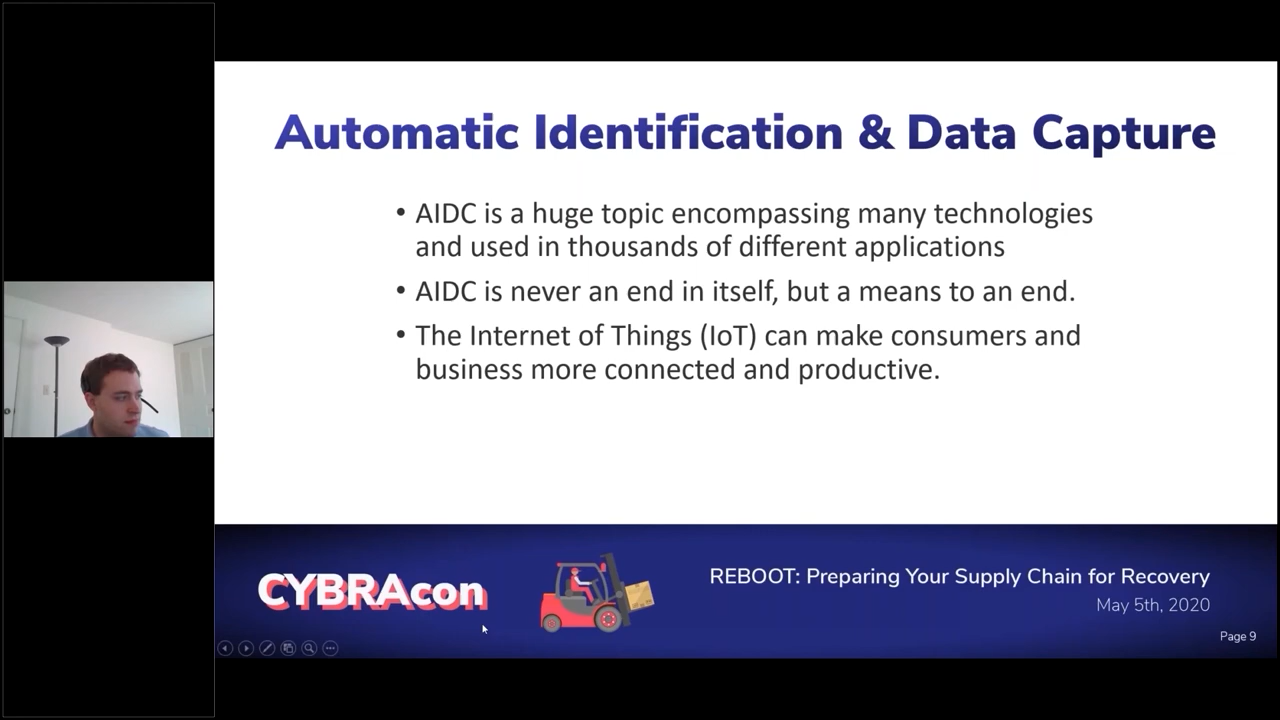 Automatic Identification & Data Capture
• AIDC is a huge topic encompassing many technologies
and used in thousands of different applications
• AIDC is never an end in itself, but a means to an end.
• The Internet of Things (IoT) can make consumers and
business more connected and productive.
CYBRAcon
REBOOT: Preparing Your Supply Chain for Recovery
May 5th, 2020
Page 9